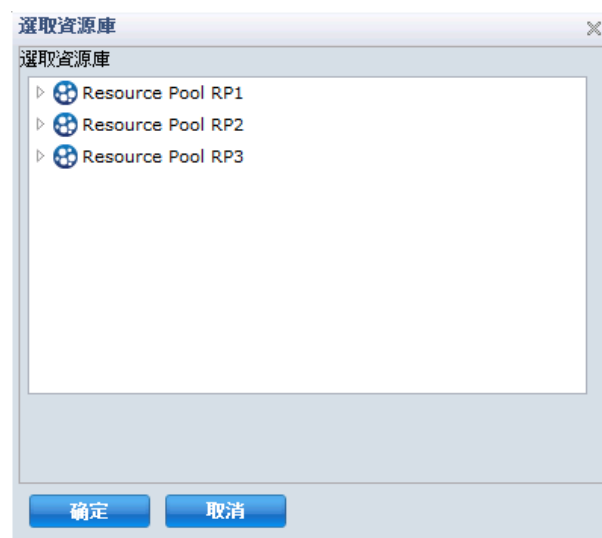 選取資源庫
選取資源庫
Resource Pool RP1
Resource Pool RP2
Resource Pool RP3
確定
取消